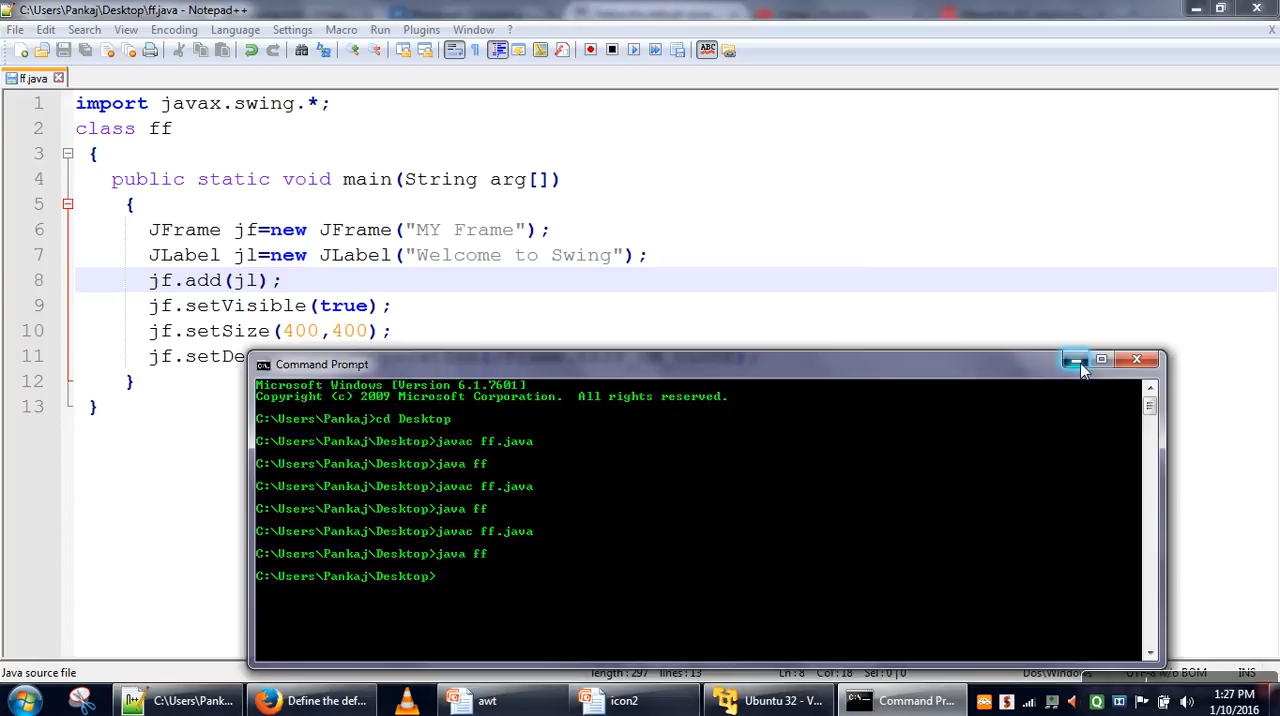 C:\Users\Pankaj\Desktop\ff.java - Notepad++
File Edit Search View Encoding Language Settings Macro Run Plugins Window ?
X
ABC
ff.java
1 import javax.swing.*;
2 class ff
3 {
4 public static void main(String arg[])
5 {
6 JFrame jf=new JFrame("MY Frame");
7 JLabel jl=new JLabel("Welcome to Swing");
8 jf.add(jl);
9 jf.setVisible(true);
10 jf.setSize(400,400);
11 jf.setDe
12 }
13 }
Command Prompt
Microsoft Windows [Version 6.1.7601]
Copyright (c) 2009 Microsoft Corporation. All rights reserved.
C:\Users\Pankaj>cd Desktop
C:\Users\Pankaj\Desktop>javac ff.java
C:\Users\Pankaj\Desktop>java ff
C:\Users\Pankaj\Desktop>javac ff.java
C:\Users\Pankaj\Desktop>java ff
C:\Users\Pankaj\Desktop>javac ff.java
C:\Users\Pankaj\Desktop>java ff
C:\Users\Pankaj\Desktop>
Java source file length: 297 lines: 13 Ln:8 Col:18 Sel:0|0 Dos\Windows UTF-8 w/o BOM INS
C:\Users\Pank... Define the def... awt icon2 Ubuntu 32 - V... Command Pr... 1:27 PM
1/10/2016